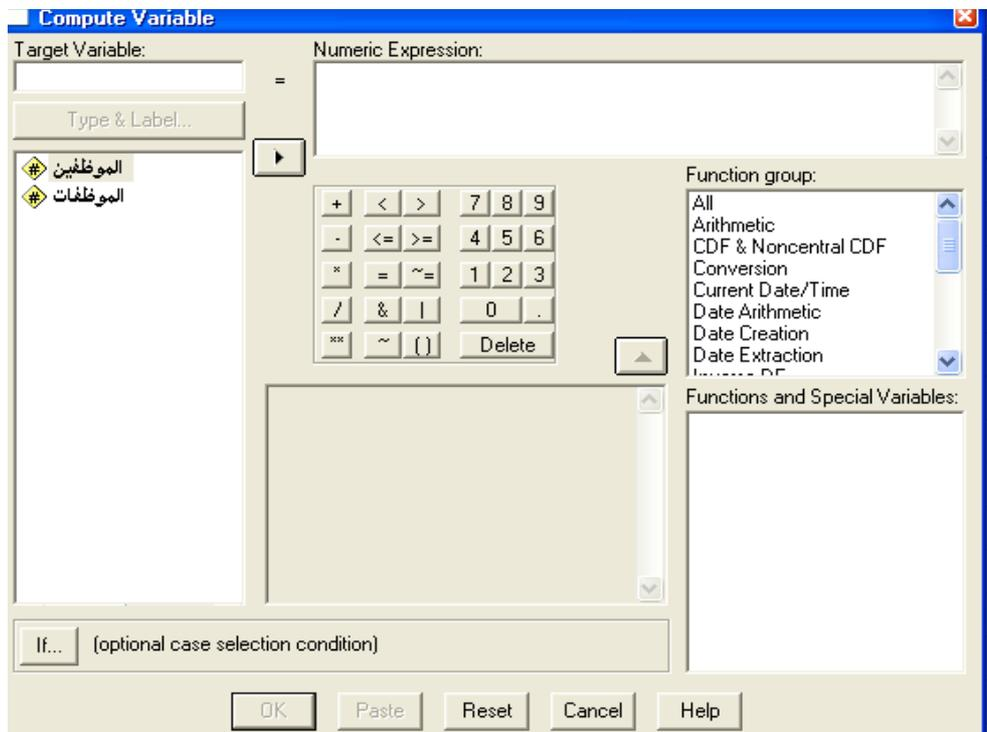 Compute Variable
Target Variable:
=
Numeric Expression:
Type & Label...
الموظفين
الموظفات
+ < > 7 8 9
- <= >= 4 5 6
* = ~= 1 2 3
/ & | 0 .
** ~ () Delete
Function group:
All
Arithmetic
CDF & Noncentral CDF
Conversion
Current Date/Time
Date Arithmetic
Date Creation
Date Extraction
Functions and Special Variables:
If... (optional case selection condition)
OK Paste Reset Cancel Help